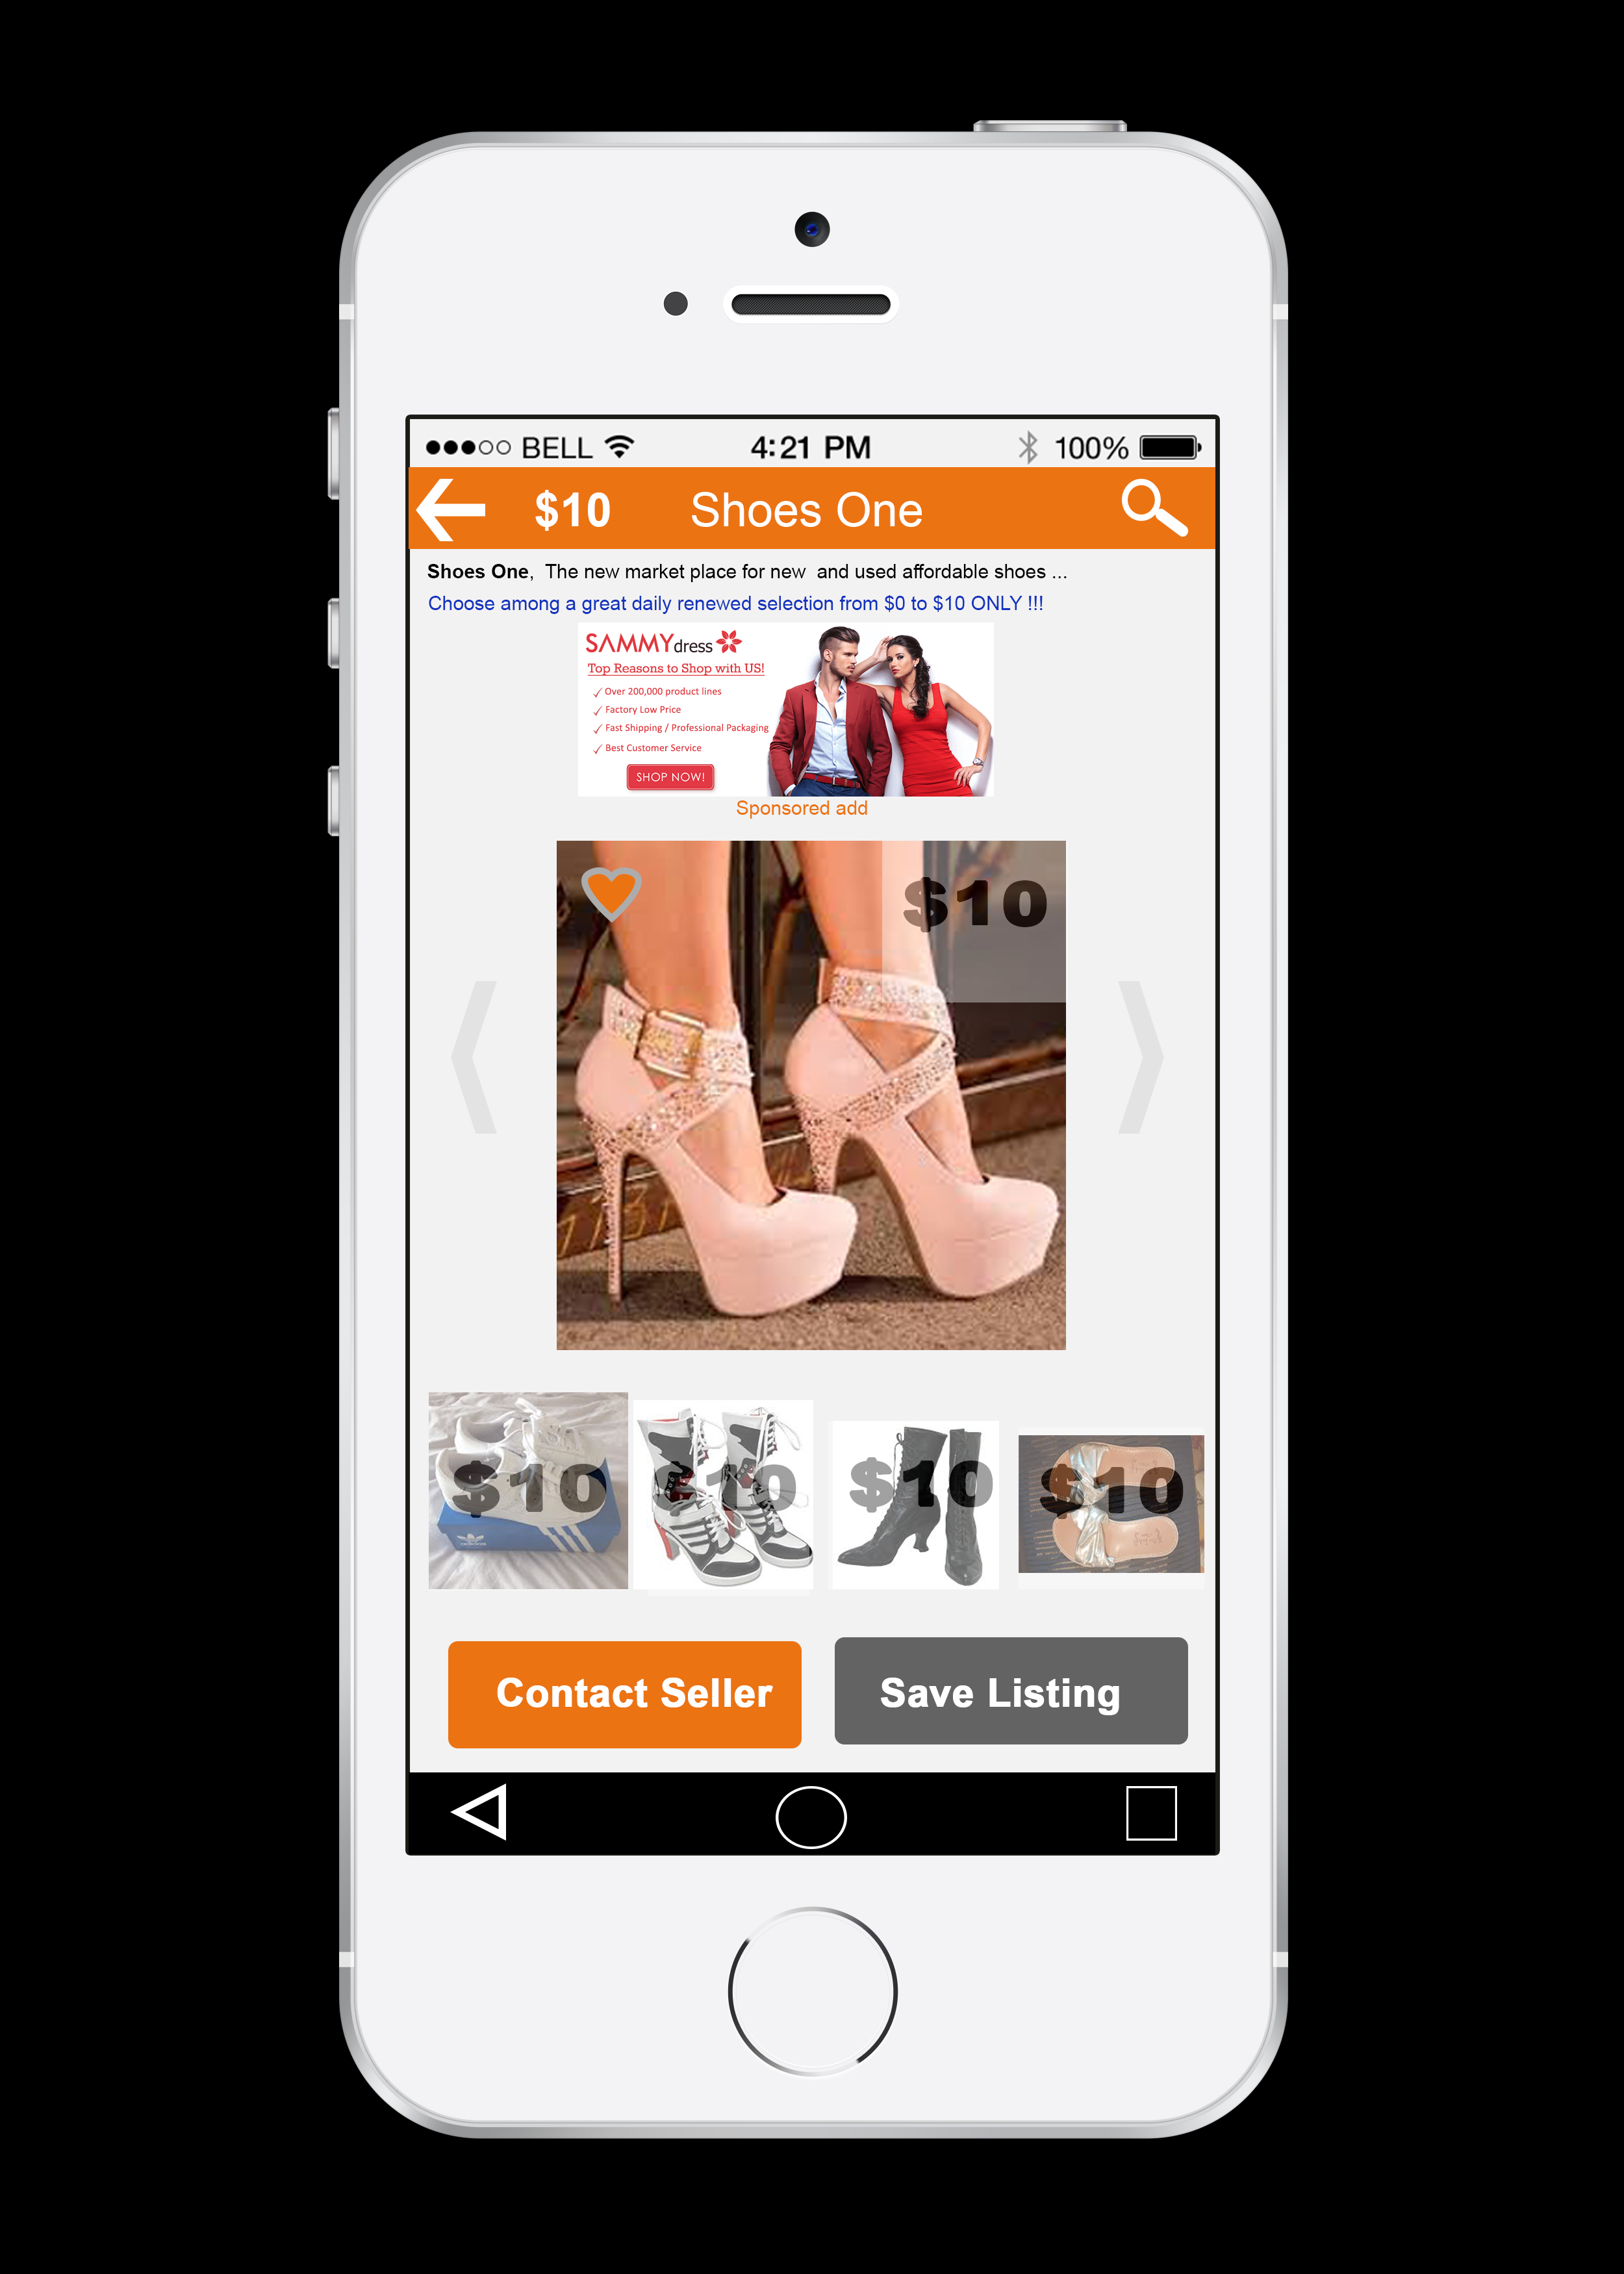 BELL 4:21 PM 100%
$10 Shoes One
Shoes One, The new market place for new and used affordable shoes ...
Choose among a great daily renewed selection from $0 to $10 ONLY !!!
SAMMYdress
Top Reasons to Shop with US!
✓ Over 200,000 product lines
✓ Factory Low Price
✓ Fast Shipping / Professional Packaging
✓ Best Customer Service
SHOP NOW!
Sponsored add
$10
$10 $10 $10 $10
Contact Seller Save Listing